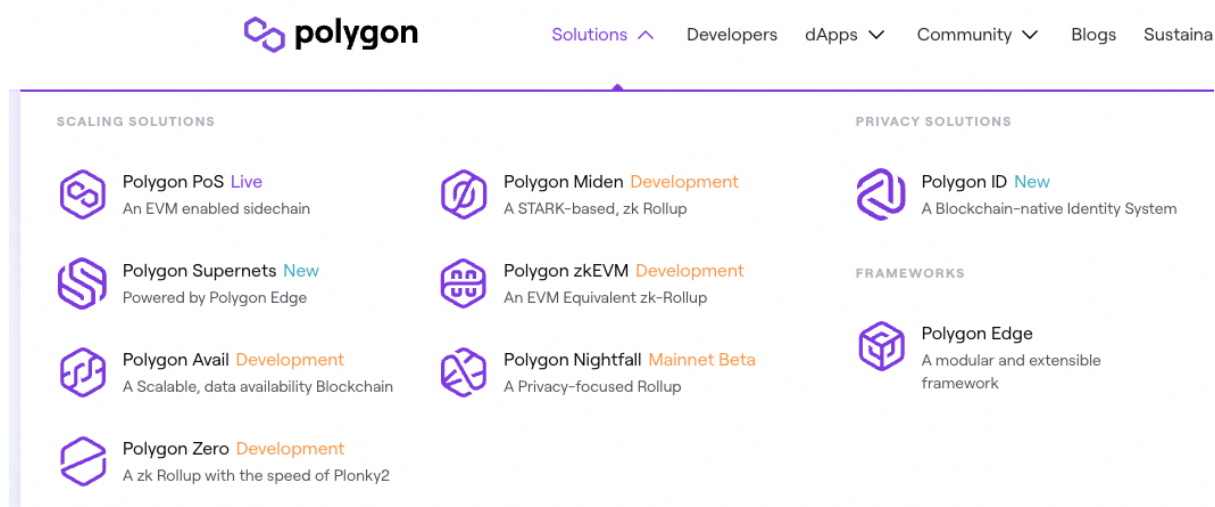 polygon
Solutions
Developers
dApps
Community
Blogs
SCALING SOLUTIONS
Polygon PoS Live
An EVM enabled sidechain
Polygon Supernets New
Powered by Polygon Edge
Polygon Avail Development
A Scalable, data availability Blockchain
Polygon Zero Development
A zk Rollup with the speed of Plonky2
Polygon Miden Development
A STARK-based, zk Rollup
Polygon zkEVM Development
An EVM Equivalent zk-Rollup
Polygon Nightfall Mainnet Beta
A Privacy-focused Rollup
PRIVACY SOLUTIONS
Polygon ID New
A Blockchain-native Identity System
FRAMEWORKS
Polygon Edge
A modular and extensible
framework